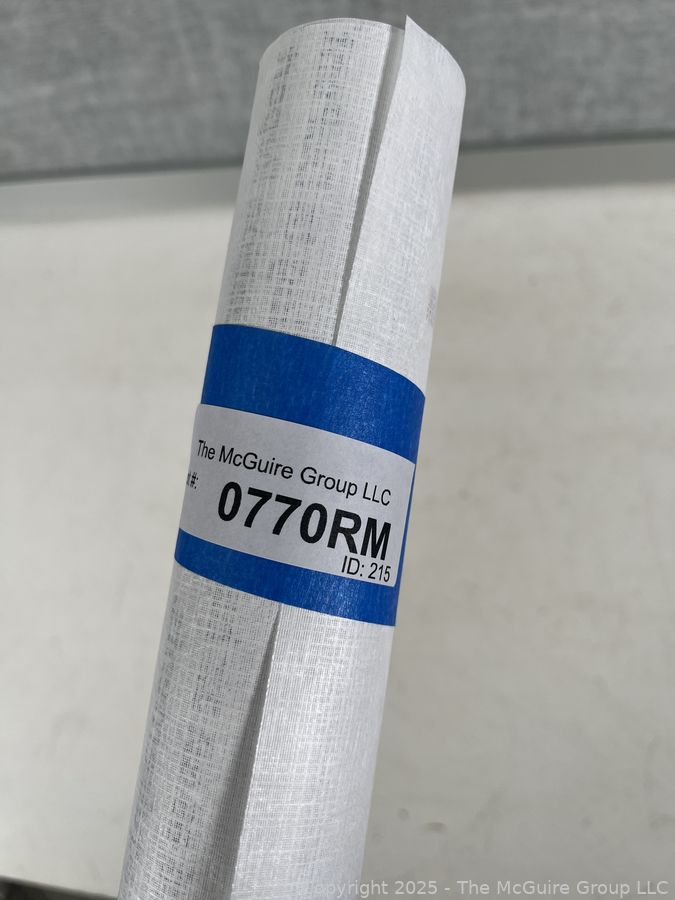 The McGuire Group LLC
#:
0770RM
ID: 215
Copyright 2025 - The McGuire Group LLC